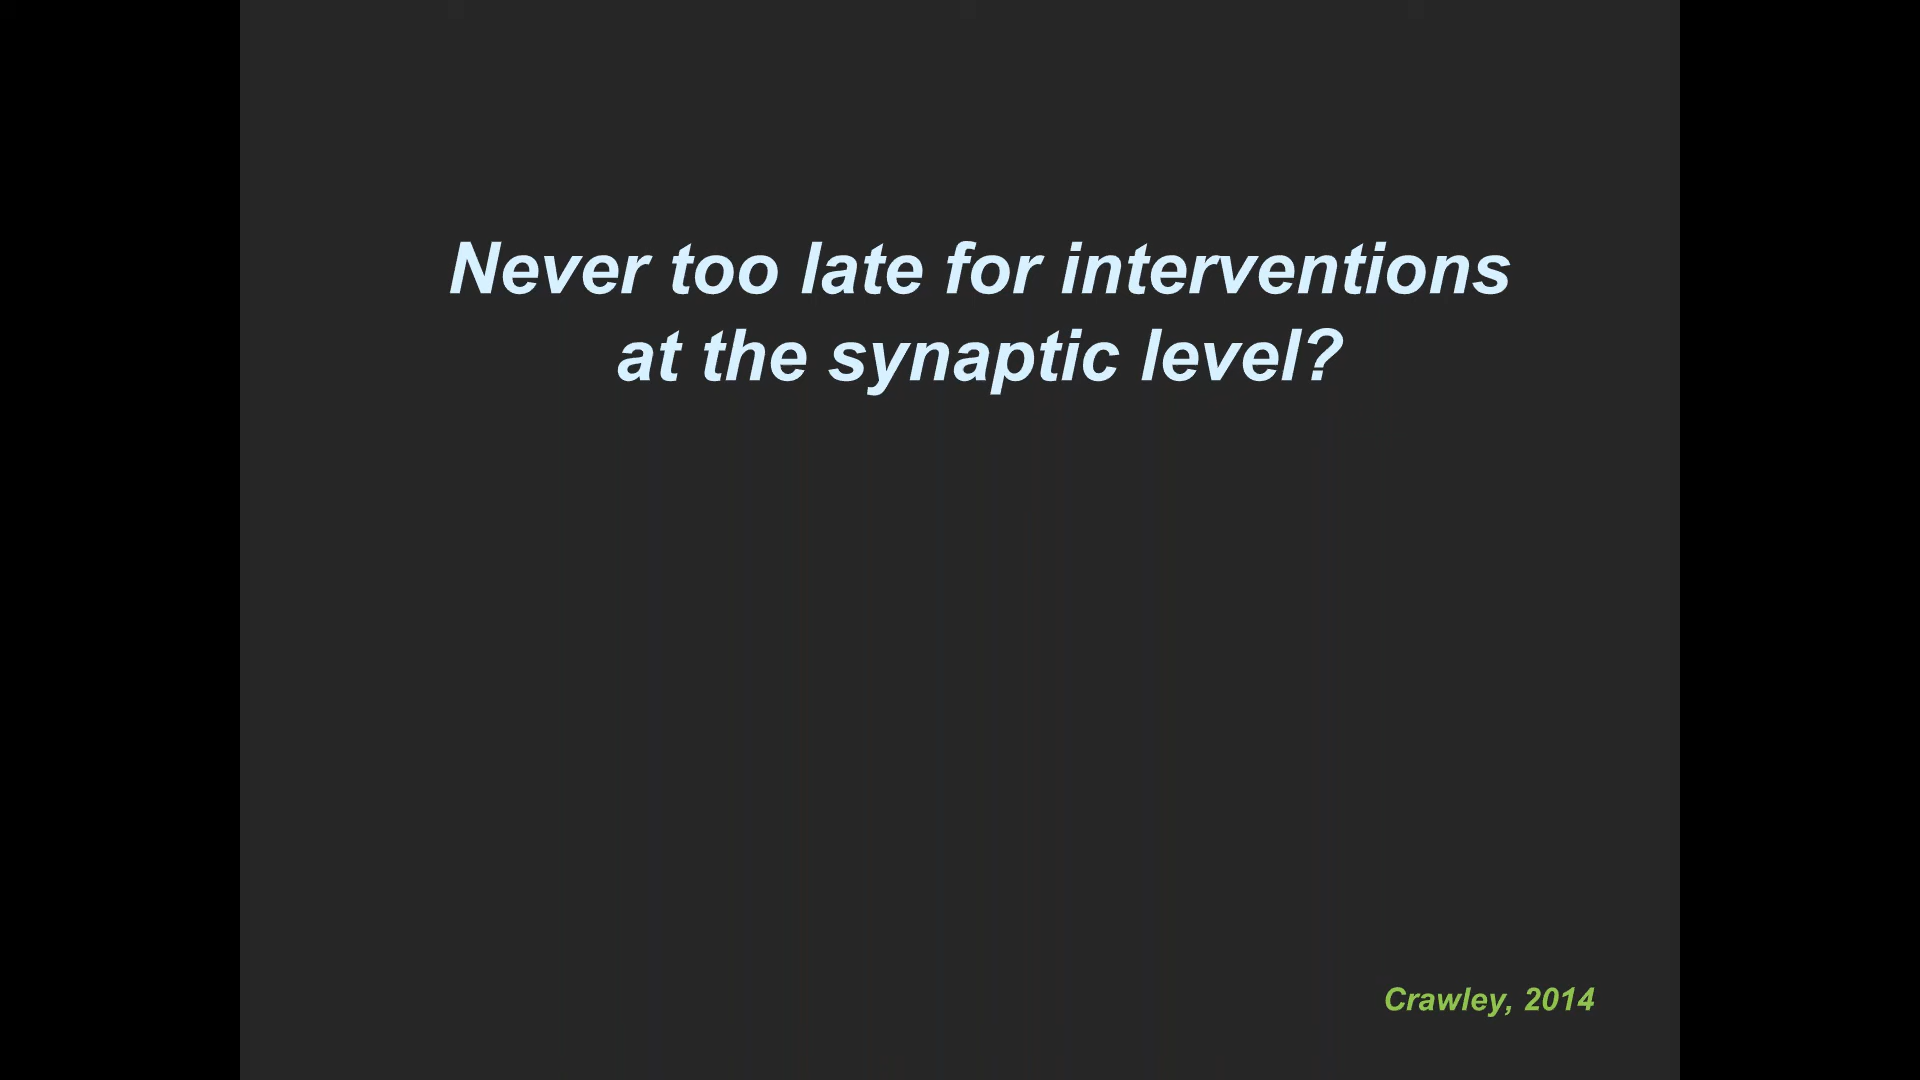 Never too late for interventions
at the synaptic level?
Crawley, 2014